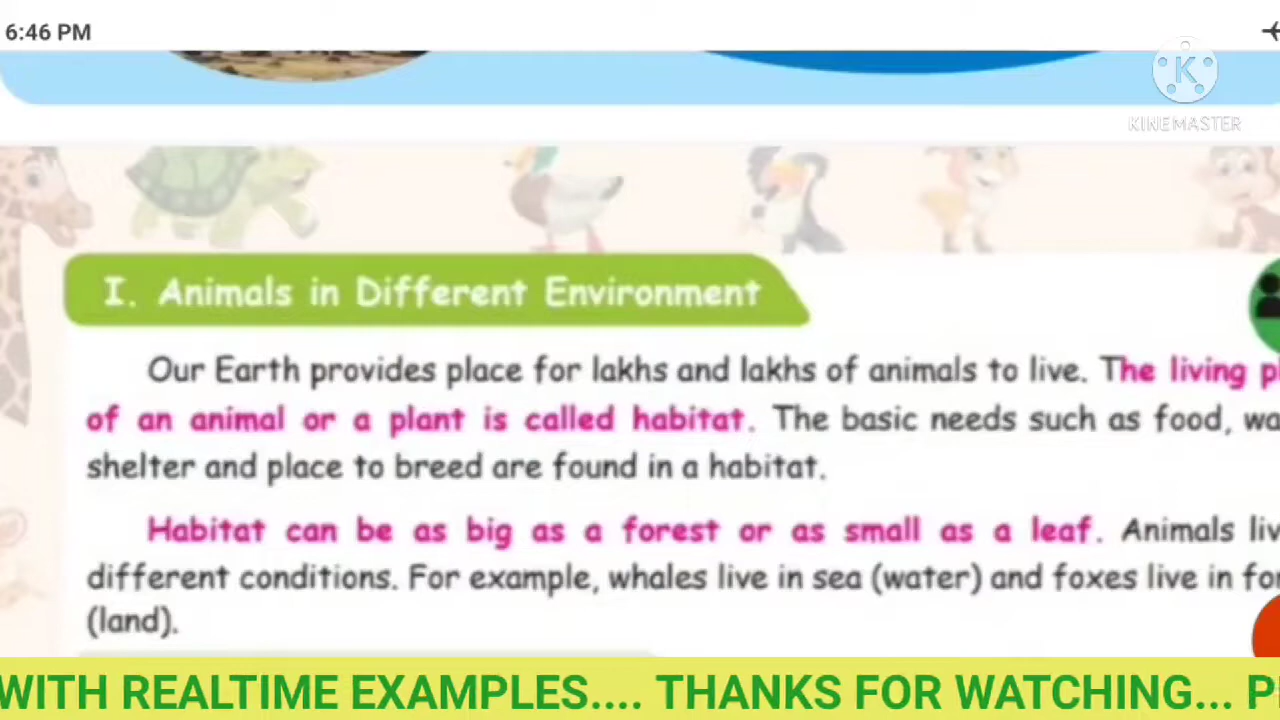 6:46 PM
KINEMASTER
I. Animals in Different Environment
Our Earth provides place for lakhs and lakhs of animals to live. The living
of an animal or a plant is called habitat. The basic needs such as food,
shelter and place to breed are found in a habitat.
Habitat can be as big as a forest or as small as a leaf. Animals
different conditions. For example, whales live in sea (water) and foxes live in
(land).
WITH REALTIME EXAMPLES.... THANKS FOR WATCHING...